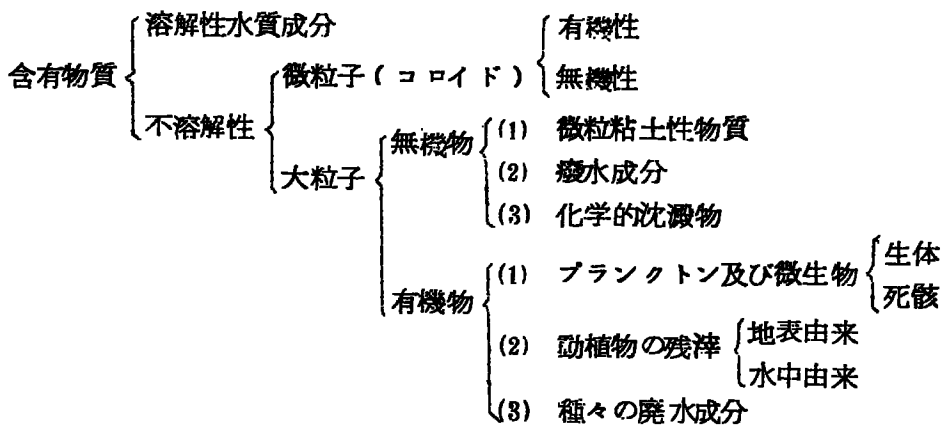 溶解性水質成分
有機性
含有物質
微粒子(コロイド)
無機性
不溶解性
(1) 微粒粘土性物質
無機物
大粒子
(2) 癈水成分
(3) 化学的沈澱物
生体
(1) プランクトン及び微生物
有機物
死骸
地表由来
(2) 動植物の残滓
水中由来
(3) 種々の廃水成分